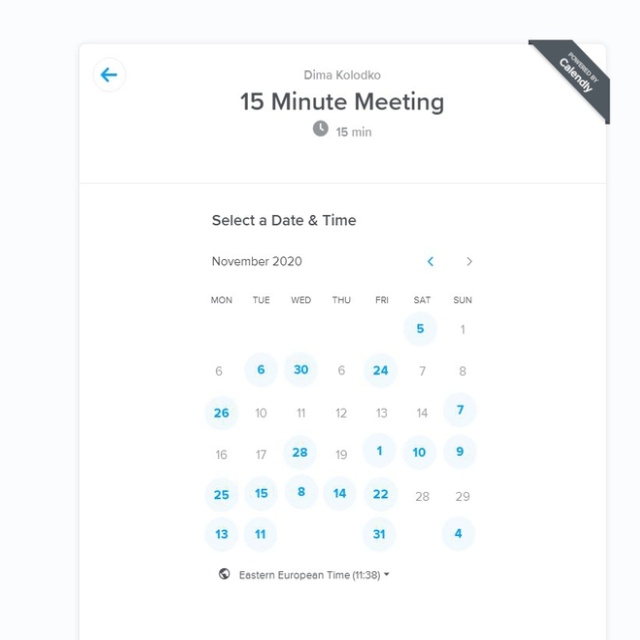 Dima Kolodko
POWERED BY
Calendly
15 Minute Meeting
15 min
Select a Date & Time
November 2020
MON TUE WED THU FRI SAT SUN
5 1
6 6 30 6 24 7 8
26 10 11 12 13 14 7
16 17 28 19 1 10 9
25 15 8 14 22 28 29
13 11 31 4
Eastern European Time (11:38)